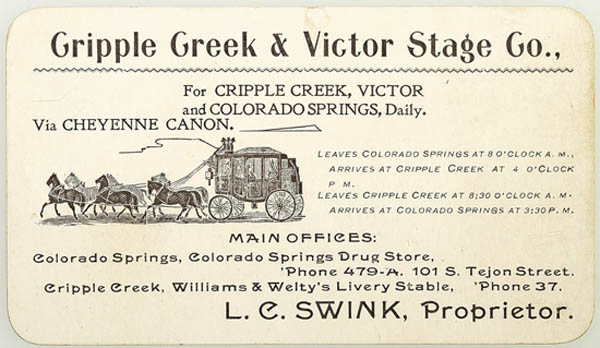 Cripple Creek & Victor Stage Co.,
For CRIPPLE CREEK, VICTOR
and COLORADO SPRINGS, Daily.
Via CHEYENNE CANON.
LEAVES COLORADO SPRINGS AT 8 O'CLOCK A. M.,
ARRIVES AT CRIPPLE CREEK AT 4 O'CLOCK
P M.
LEAVES CRIPPLE CREEK AT 8;30 O'CLOCK A. M.
ARRIVES AT COLORADO SPRINGS AT 3;30 P. M.
MAIN OFFICES:
Colorado Springs, Colorado Springs Drug Store,
'Phone 479-A. 101 S. Tejon Street.
Cripple Creek, Williams & Welty's Livery Stable, 'Phone 37.
L. C. SWINK, Proprietor.